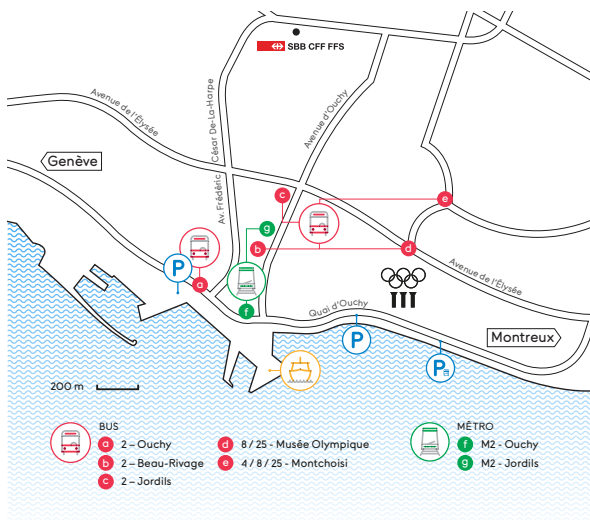 SBB CFF FFS
Avenue de l'Élysée
César De-La-Harpe
Av. Frédéric
Avenue d'Ouchy
Genève
c
e
g
b
d
P
a
f
Avenue de l'Élysée
Quai d'Ouchy
P
Montreux
P
200 m
BUS
a 2 – Ouchy
b 2 – Beau-Rivage
c 2 – Jordils
d 8 / 25 - Musée Olympique
e 4 / 8 / 25 - Montchoisi
MÉTRO
f M2 - Ouchy
g M2 - Jordils